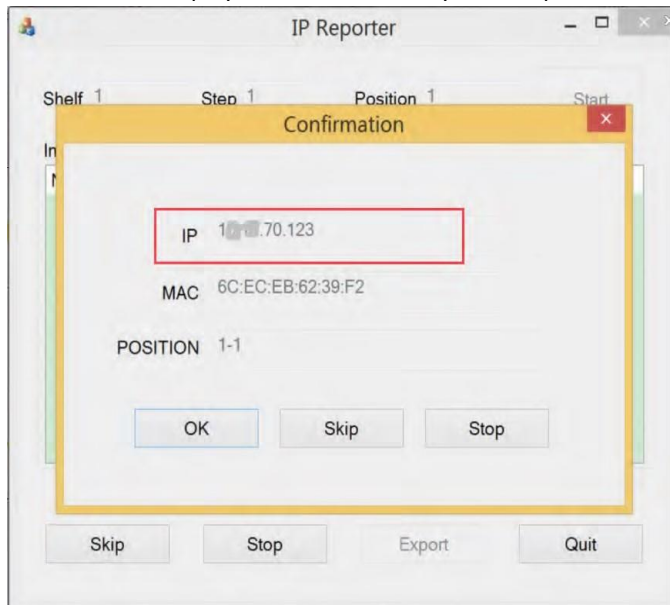 IP Reporter
Shelf 1 Step 1 Position 1 Start
Confirmation
In
IP .70.123
MAC 6C:EC:EB:62:39:F2
POSITION 1-1
OK Skip Stop
Skip Stop Export Quit